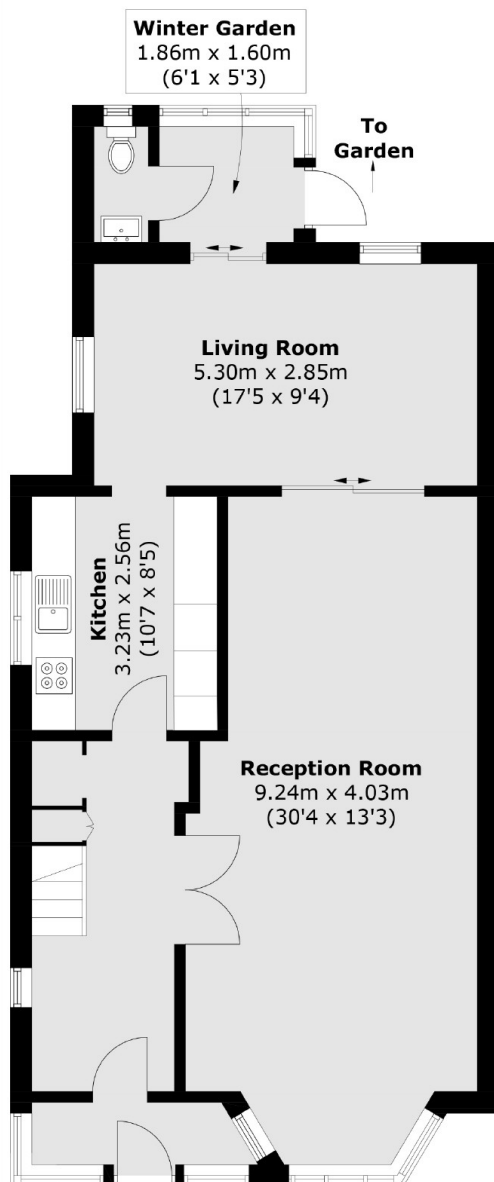 Winter Garden
1.86m x 1.60m
(6'1 x 5'3)
To
Garden
Living Room
5.30m x 2.85m
(17'5 x 9'4)
Kitchen
3.23m x 2.56m
(10'7 x 8'5)
Reception Room
9.24m x 4.03m
(30'4 x 13'3)